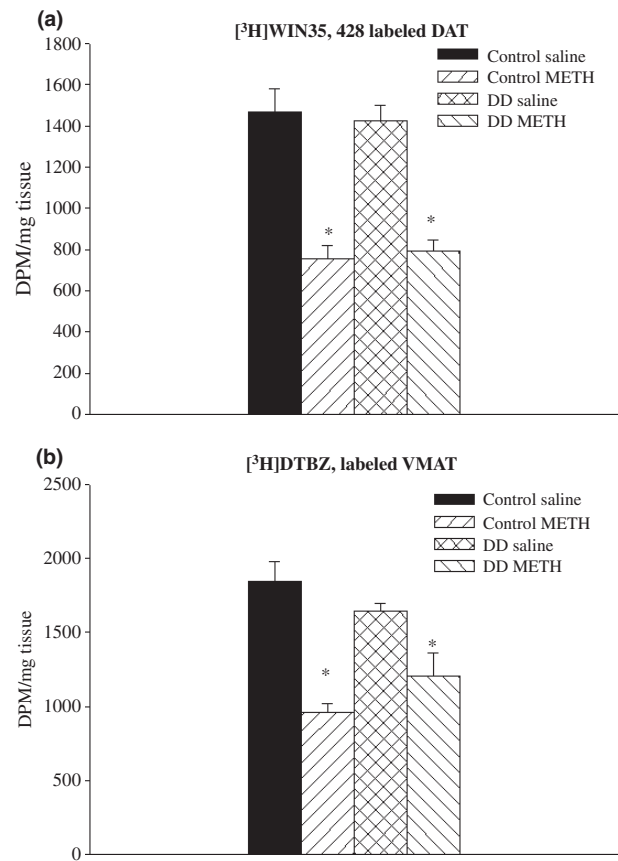 (a)
[³H]WIN35, 428 labeled DAT
1800
1600
1400
1200
1000
800
600
400
200
0
DPM/mg tissue
Control saline
Control METH
DD saline
DD METH
*
*
(b)
[³H]DTBZ, labeled VMAT
2500
2000
1500
1000
500
0
DPM/mg tissue
Control saline
Control METH
DD saline
DD METH
*
*